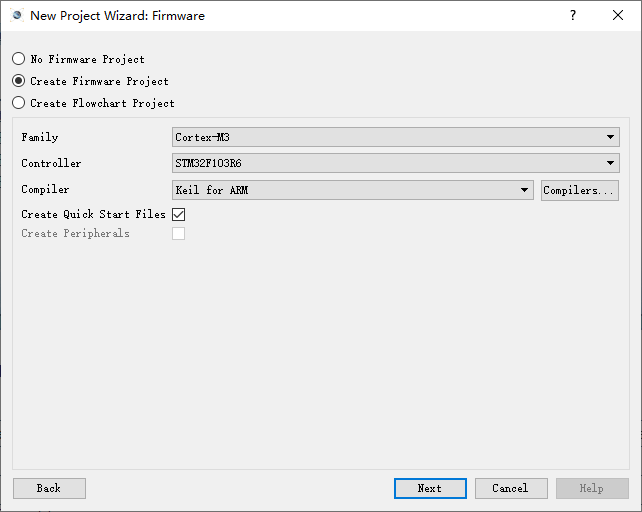 New Project Wizard: Firmware
?
No Firmware Project
Create Firmware Project
Create Flowchart Project
Family
Cortex-M3
Controller
STM32F103R6
Compiler
Keil for ARM
Compilers...
Create Quick Start Files
Create Peripherals
Back
Next
Cancel
Help